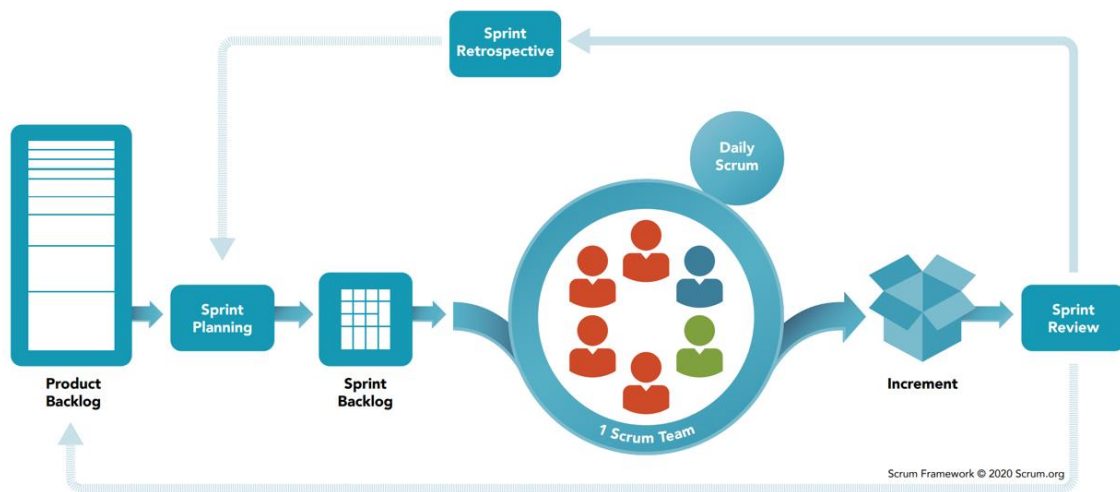 Sprint
Retrospective
Daily
Scrum
Sprint
Planning
Sprint
Review
Product
Backlog
Sprint
Backlog
Increment
1 Scrum Team
Scrum Framework © 2020 Scrum.org